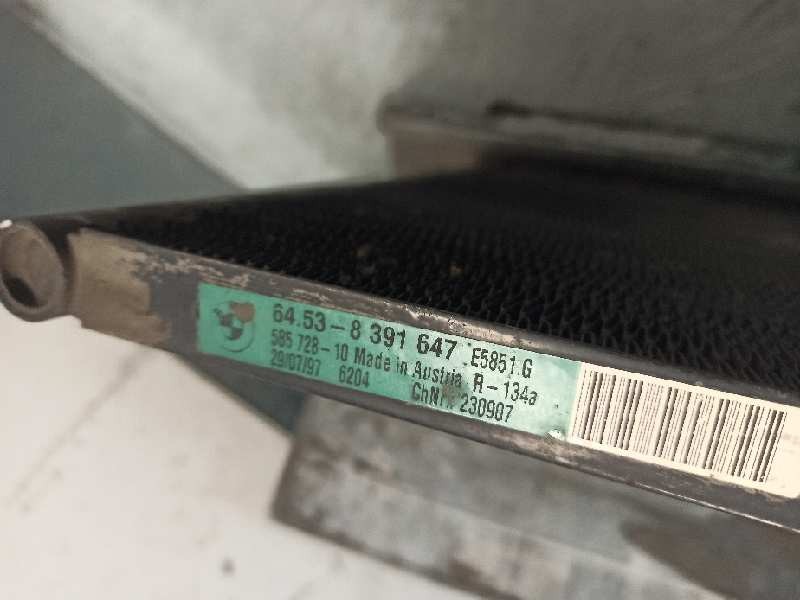 64.53-8 391 647 E5851.G
585 728-10 Made in Austria R-134a
29/07/97 6204 ChNr. 230907